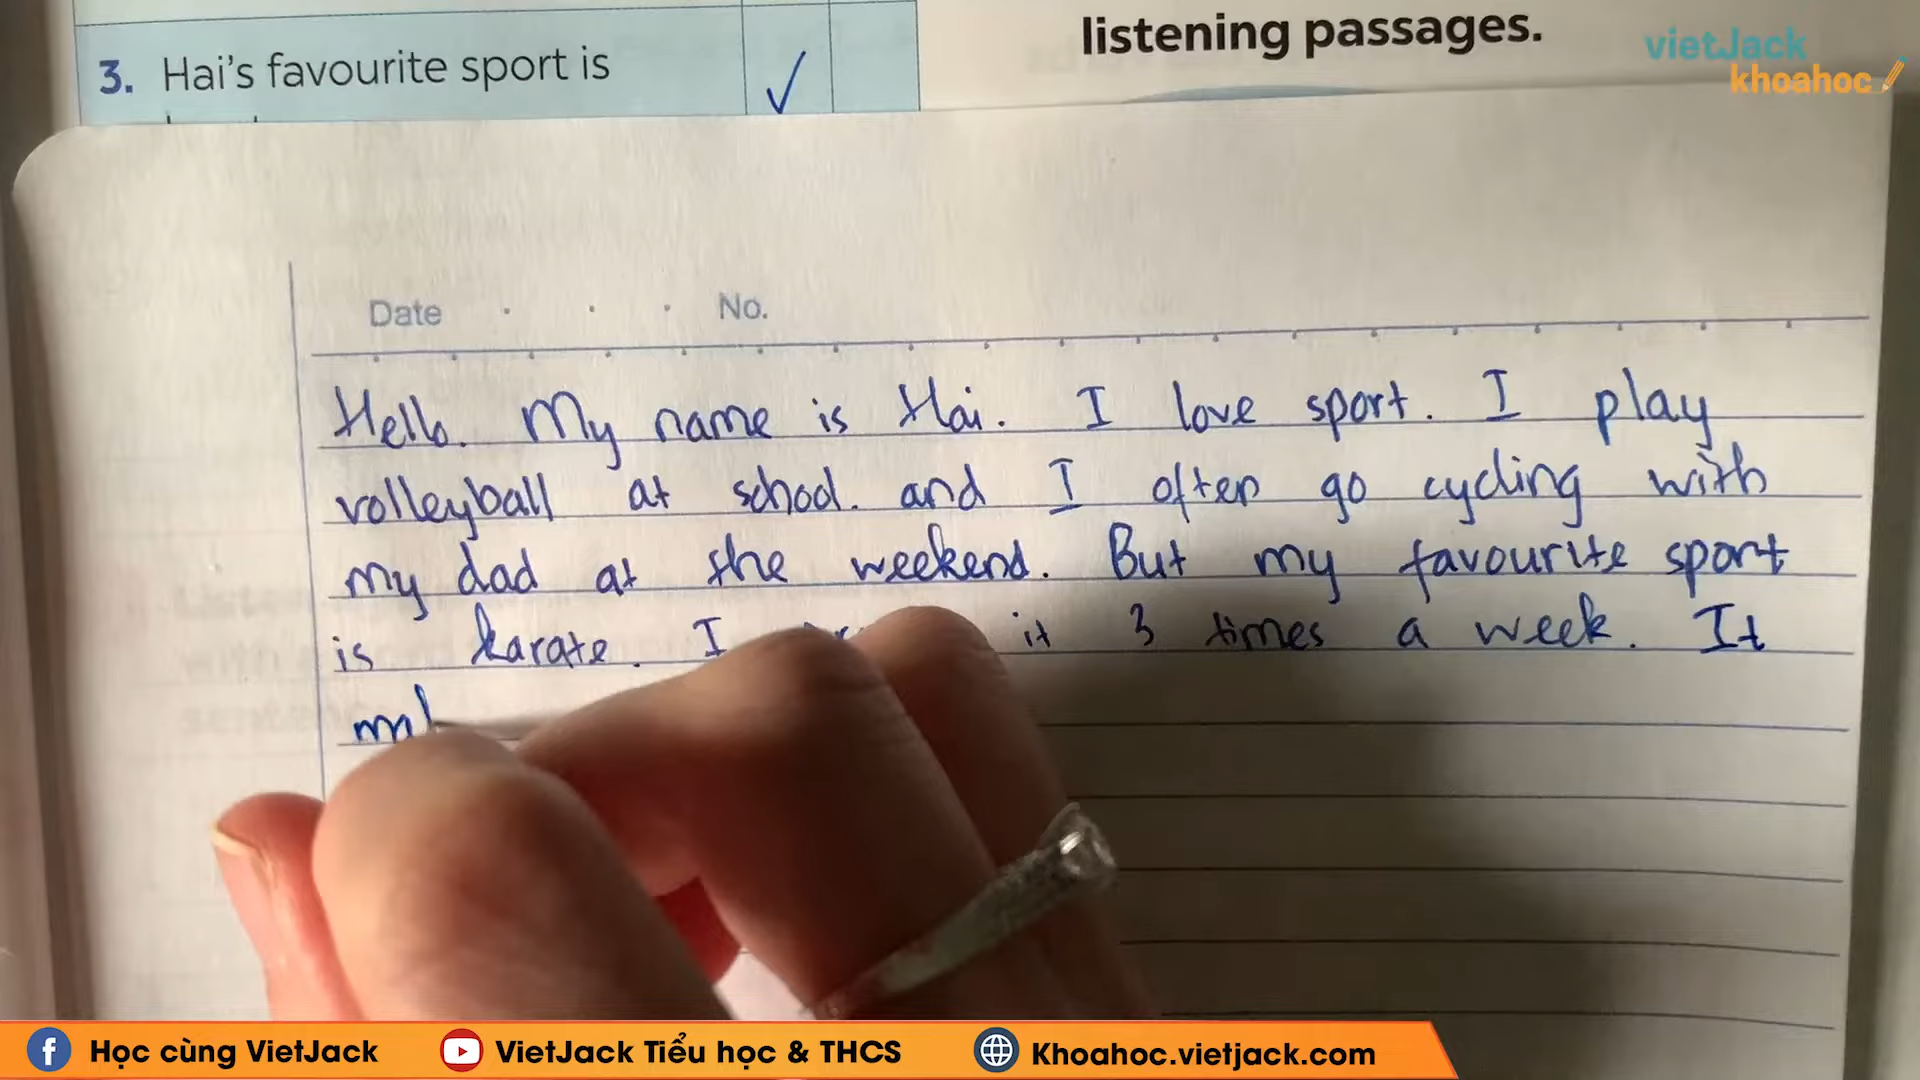 listening passages.
vietJack
khoahoc
3. Hai's favourite sport is
Date No.
Hello. My name is Hai. I love sport. I play
volleyball at school. and I often go cycling with
my dad at the weekend. But my favourite sport
is karate. I it 3 times a week. It
Học cùng VietJack
VietJack Tiểu học & THCS
Khoahoc.vietjack.com